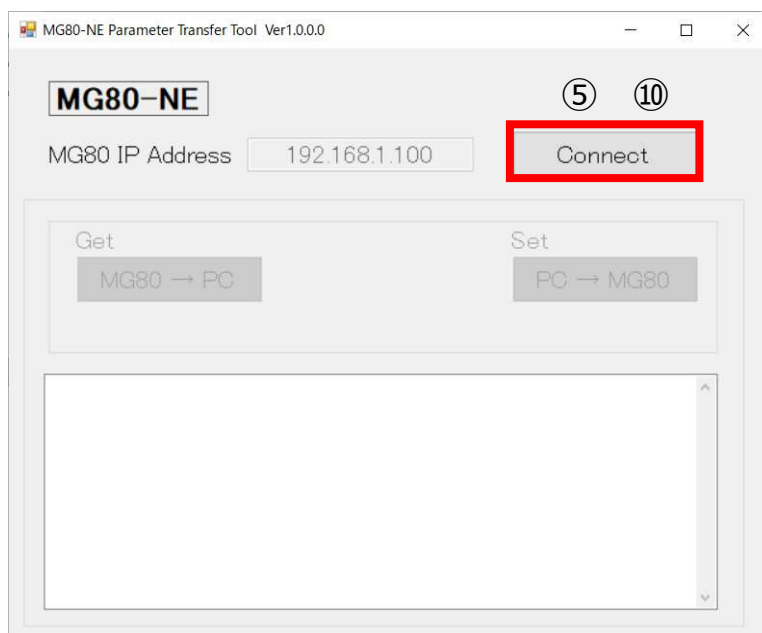 MG80-NE Parameter Transfer Tool Ver1.0.0.0
MG80-NE
⑤ ⑩
MG80 IP Address 192.168.1.100 Connect
Get Set
MG80 → PC PC → MG80